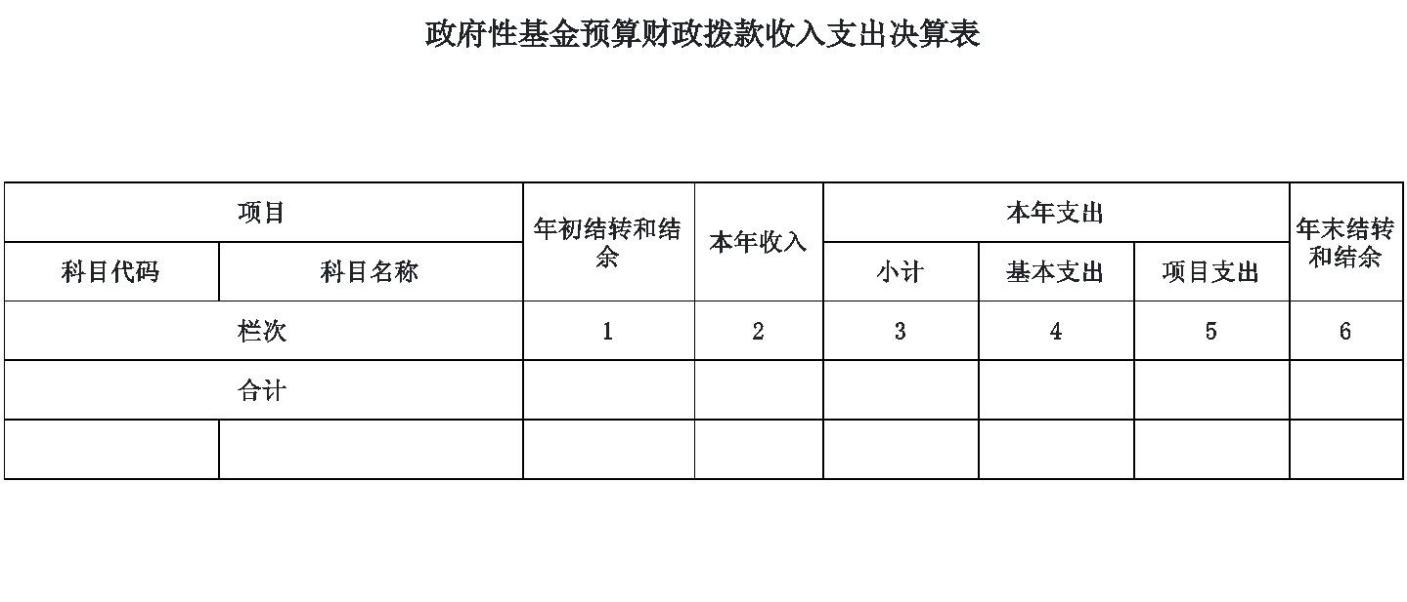 政府性基金预算财政拨款收入支出决算表
项目 年初结转和结余 本年收入 本年支出 年末结转和结余
科目代码 科目名称 小计 基本支出 项目支出
栏次 1 2 3 4 5 6
合计